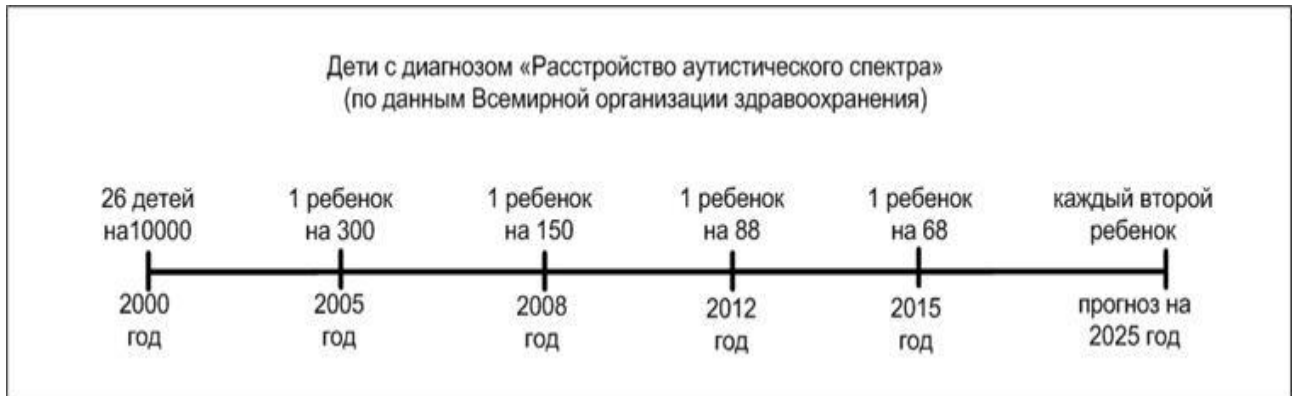 Дети с диагнозом «Расстройство аутистического спектра»
(по данным Всемирной организации здравоохранения)
26 детей
на10000
1 ребенок
на 300
1 ребенок
на 150
1 ребенок
на 88
1 ребенок
на 68
каждый второй
ребенок
2000
год
2005
год
2008
год
2012
год
2015
год
прогноз на
2025 год